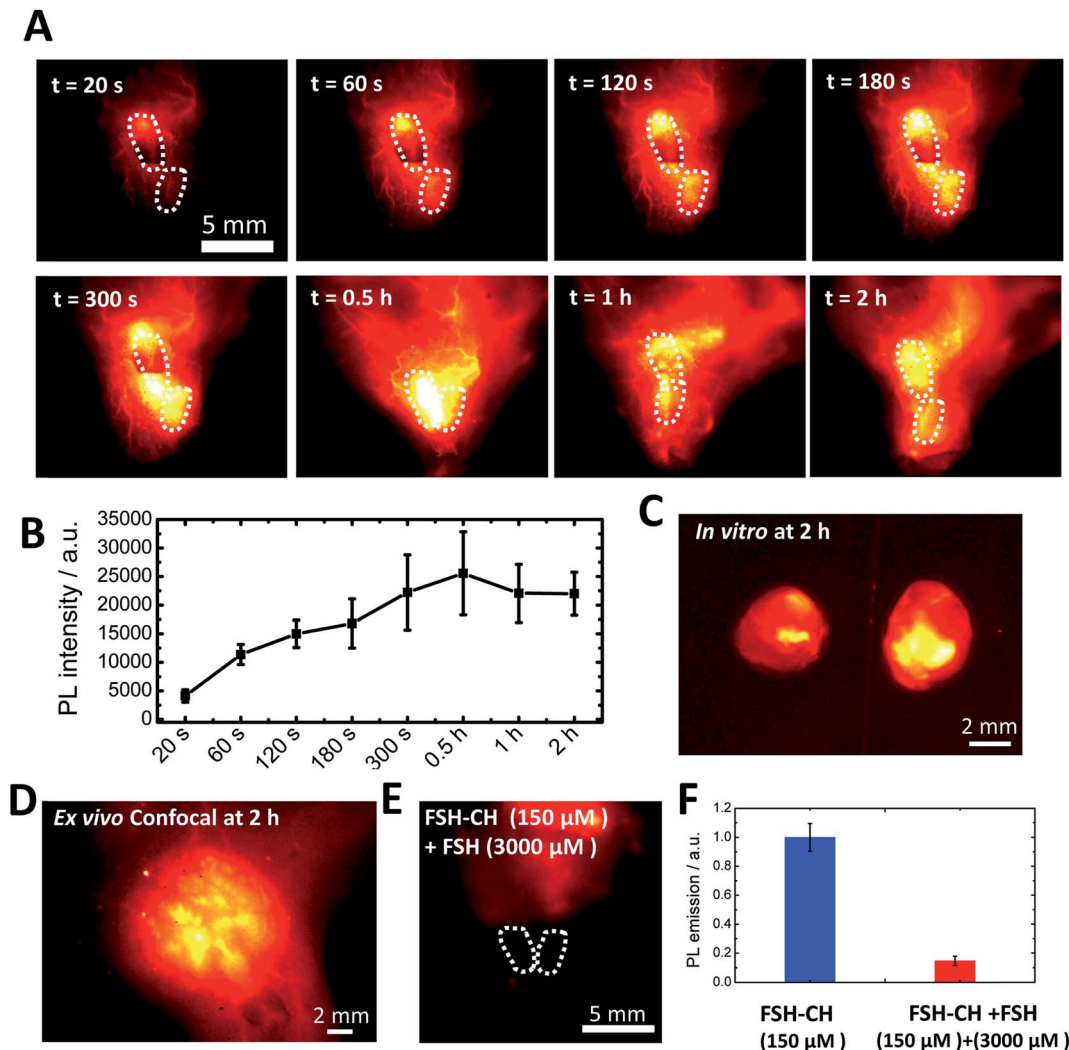 A
t = 20 s
t = 60 s
t = 120 s
t = 180 s
5 mm
t = 300 s
t = 0.5 h
t = 1 h
t = 2 h
B
PL intensity / a.u.
35000
30000
25000
20000
15000
10000
5000
0
20 s
60 s
120 s
180 s
300 s
0.5 h
1 h
2 h
C
In vitro at 2 h
2 mm
D
Ex vivo Confocal at 2 h
2 mm
E
FSH-CH (150 μM )
+ FSH (3000 μM )
5 mm
F
PL emission / a.u.
1.2
1.0
0.8
0.6
0.4
0.2
0.0
FSH-CH
(150 μM)
FSH-CH +FSH
(150 μM)+(3000 μM)